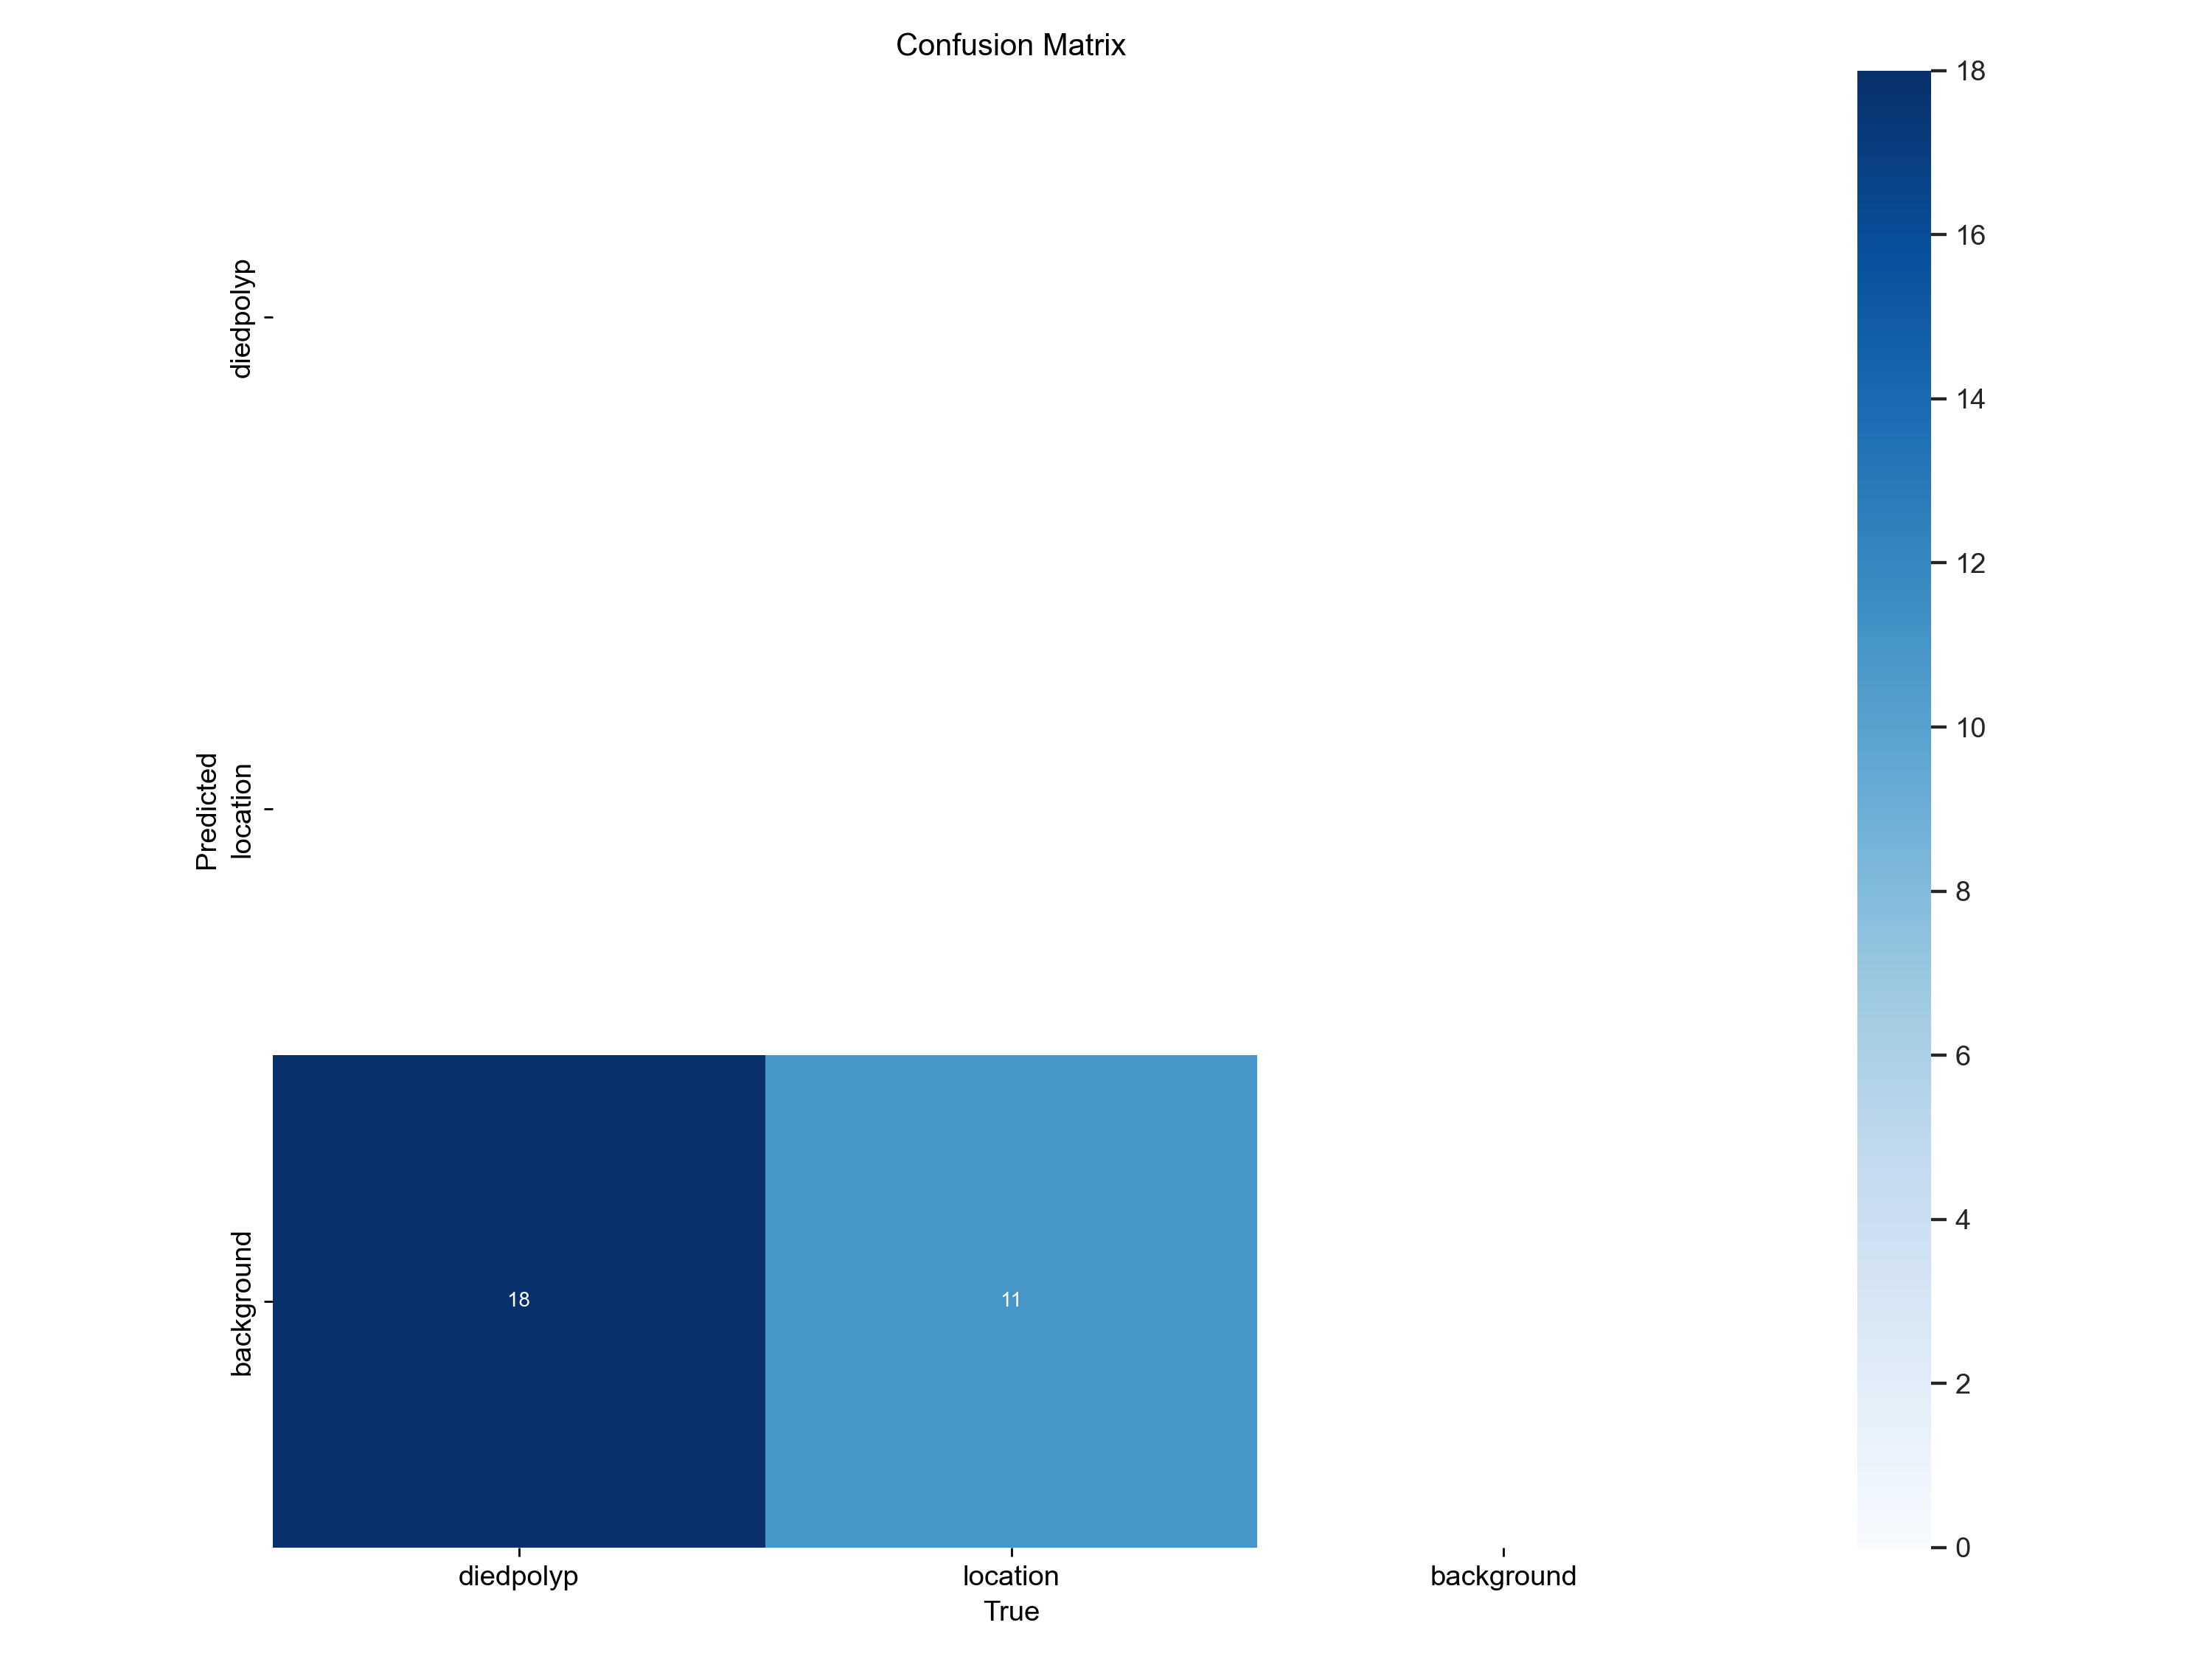 Confusion Matrix
diedpolyp
location
background
Predicted
18
11
diedpolyp
location
background
True
18
16
14
12
10
8
6
4
2
0